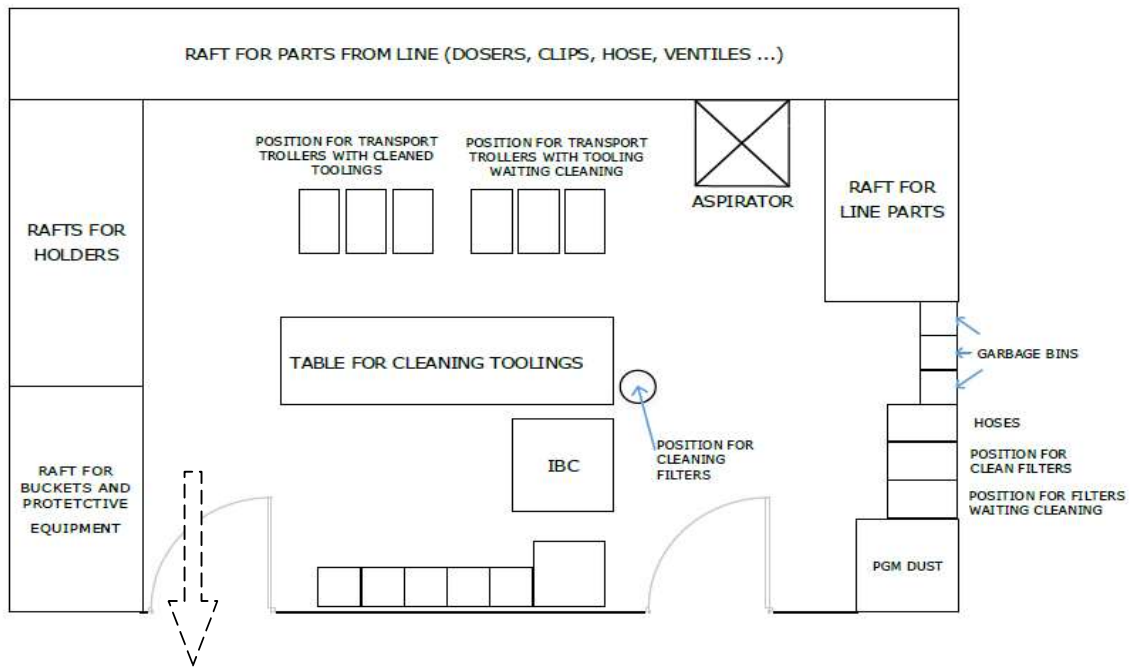 RAFT FOR PARTS FROM LINE (DOSERS, CLIPS, HOSE, VENTILES ...)
POSITION FOR TRANSPORT
TROLLERS WITH CLEANED
TOOLINGS
POSITION FOR TRANSPORT
TROLLERS WITH TOOLING
WAITING CLEANING
ASPIRATOR
RAFT FOR
LINE PARTS
RAFTS FOR
HOLDERS
TABLE FOR CLEANING TOOLINGS
GARBAGE BINS
HOSES
POSITION FOR
CLEAN FILTERS
POSITION FOR FILTERS
WAITING CLEANING
POSITION FOR
CLEANING
FILTERS
IBC
RAFT FOR
BUCKETS AND
PROTETCTIVE
EQUIPMENT
PGM DUST